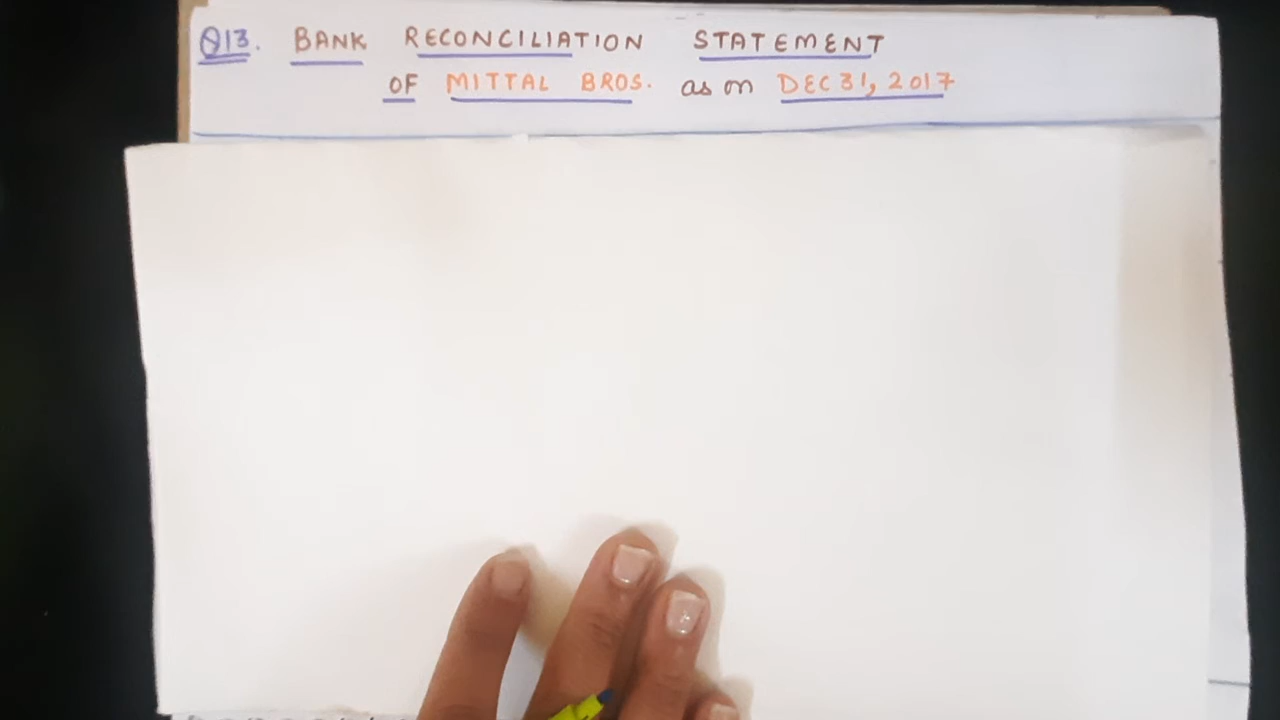 Q13. BANK RECONCILIATION STATEMENT
OF MITTAL BROS. as on DEC 31, 2017